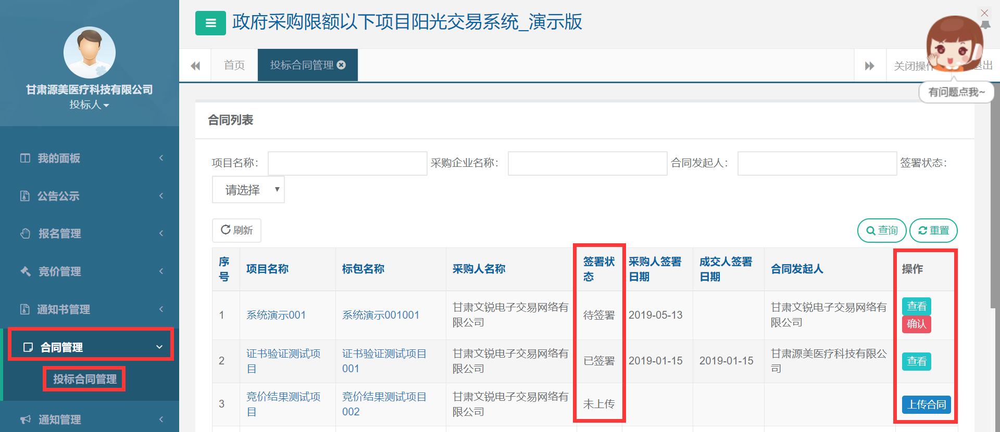 政府采购限额以下项目阳光交易系统_演示版
甘肃源美医疗科技有限公司
投标人
首页
投标合同管理
关闭操作
退出
有问题点我~
我的面板
公告公示
报名管理
竞价管理
通知书管理
合同管理
投标合同管理
通知管理
合同列表
项目名称：
采购企业名称：
合同发起人：
签署状态：
请选择
刷新
查询
重置
序号 项目名称 标包名称 采购人名称 签署状态 采购人签署日期 成交人签署日期 合同发起人 操作
1 系统演示001 系统演示001001 甘肃文锐电子交易网络有限公司 待签署 2019-05-13 甘肃文锐电子交易网络有限公司 查看 确认
2 证书验证测试项目 证书验证测试项目001 甘肃文锐电子交易网络有限公司 已签署 2019-01-15 2019-01-15 甘肃源美医疗科技有限公司 查看
3 竞价结果测试项目 竞价结果测试项目002 甘肃文锐电子交易网络有限公司 未上传 上传合同